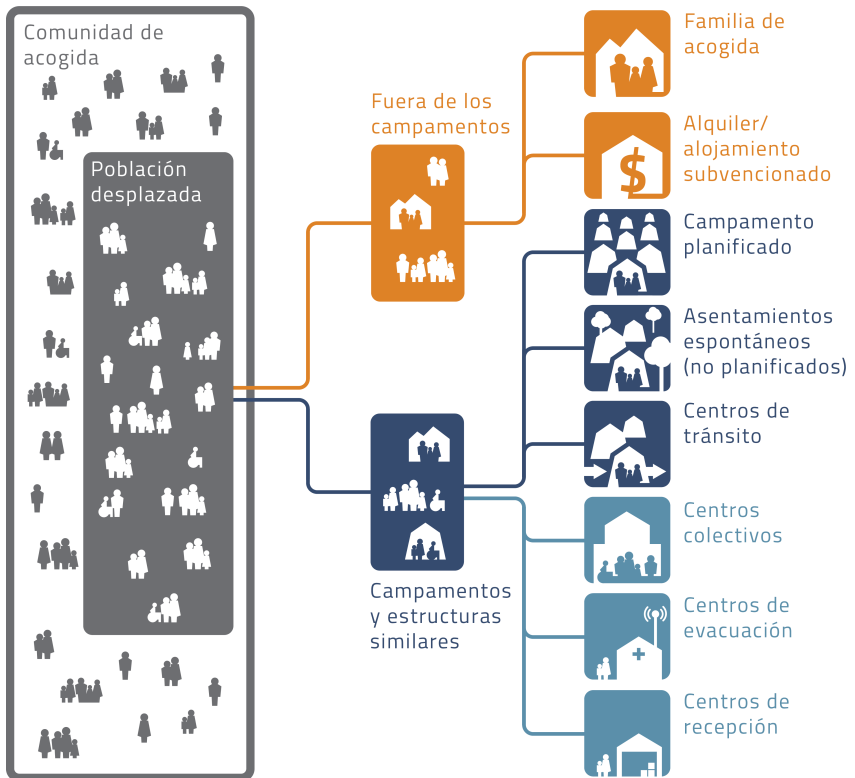 Comunidad de
acogida
Población
desplazada
Fuera de los
campamentos
Campamentos
y estructuras
similares
Familia de
acogida
Alquiler/
alojamiento
subvencionado
$
Campamento
planificado
Asentamientos
espontáneos
(no planificados)
Centros de
tránsito
Centros
colectivos
Centros de
evacuación
Centros de
recepción